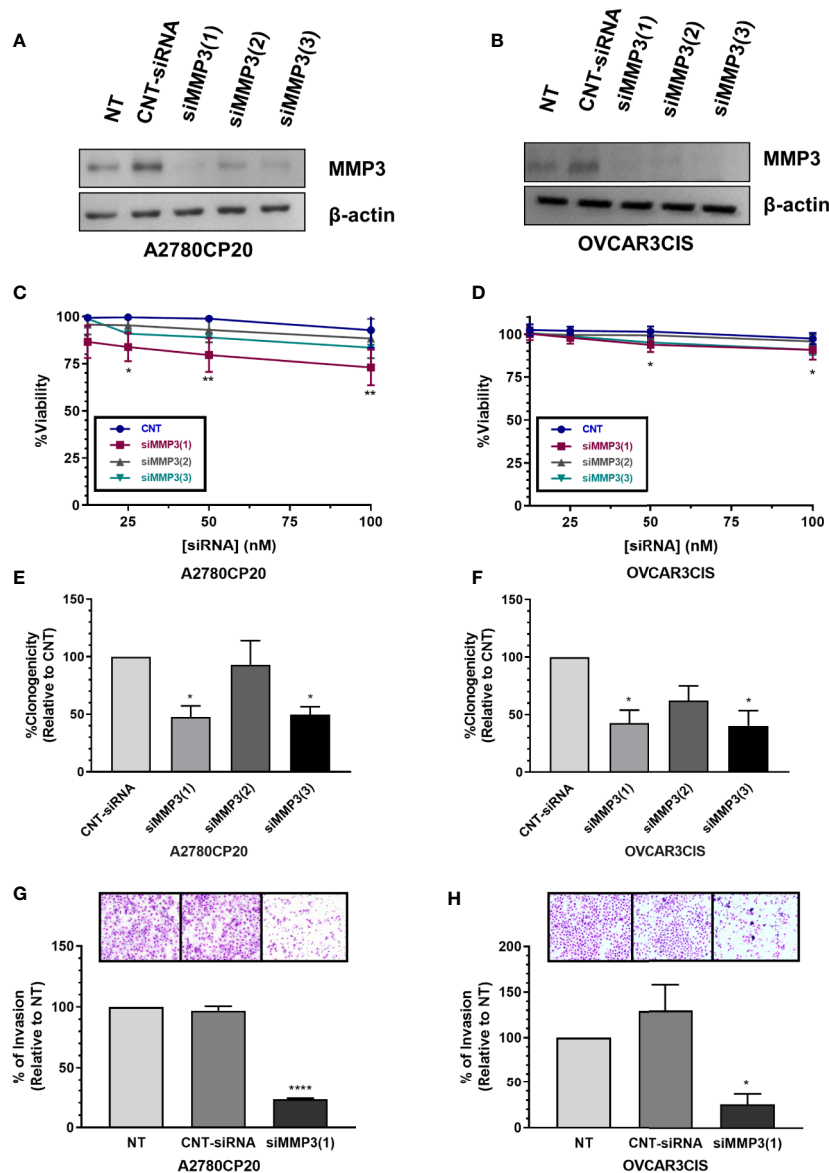 A
NT
CNT-siRNA
siMMP3(1)
siMMP3(2)
siMMP3(3)
MMP3
β-actin
A2780CP20
B
NT
CNT-siRNA
siMMP3(1)
siMMP3(2)
siMMP3(3)
MMP3
β-actin
OVCAR3CIS
C
%Viability
100
75
50
25
0
*
**
**
CNT
siMMP3(1)
siMMP3(2)
siMMP3(3)
25 50 75 100
[siRNA] (nM)
A2780CP20
D
%Viability
125
100
75
50
25
0
*
*
CNT
siMMP3(1)
siMMP3(2)
siMMP3(3)
25 50 75 100
[siRNA] (nM)
OVCAR3CIS
E
%Clonogenicity
(Relative to CNT)
150
100
50
0
*
*
CNT-siRNA
siMMP3(1)
siMMP3(2)
siMMP3(3)
A2780CP20
F
%Clonogenicity
(Relative to CNT)
150
100
50
0
*
*
CNT-siRNA
siMMP3(1)
siMMP3(2)
siMMP3(3)
OVCAR3CIS
G
% of Invasion
(Relative to NT)
150
100
50
0
****
NT CNT-siRNA siMMP3(1)
A2780CP20
H
% of Invasion
(Relative to NT)
200
150
100
50
0
*
NT CNT-siRNA siMMP3(1)
OVCAR3CIS